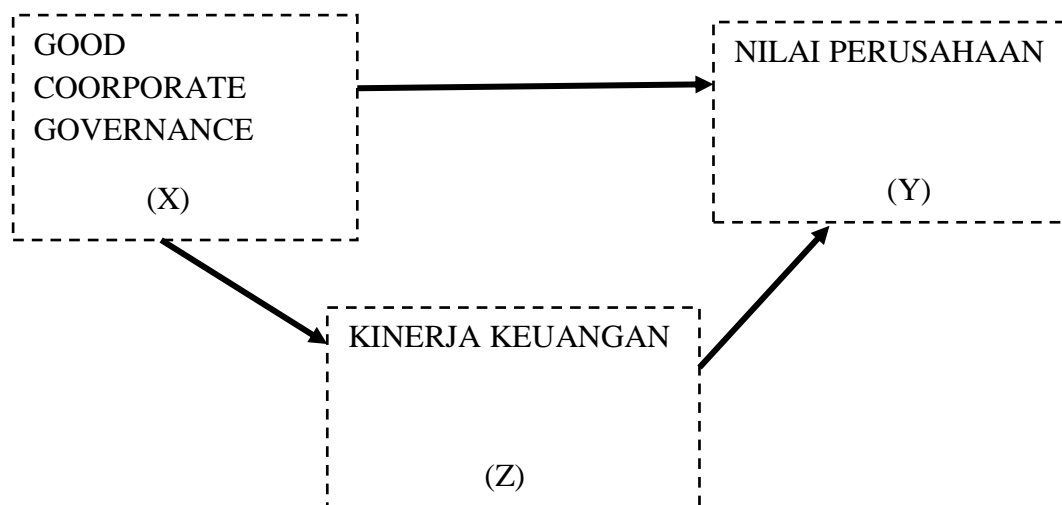 GOOD
COORPORATE
GOVERNANCE
(X)
NILAI PERUSAHAAN
(Y)
KINERJA KEUANGAN
(Z)